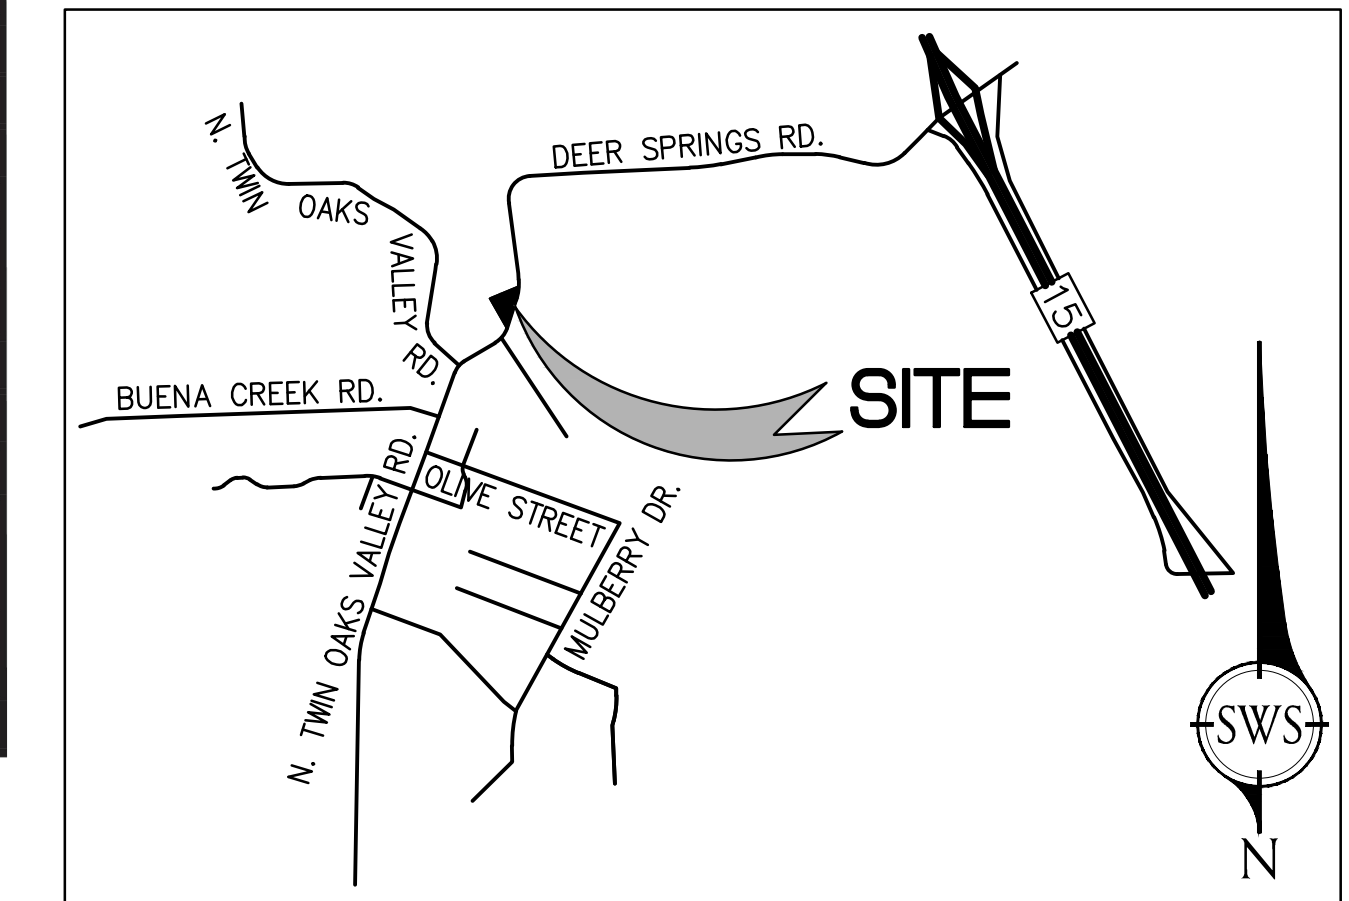 N. TWIN OAKS VALLEY RD.
DEER SPRINGS RD.
15
SITE
BUENA CREEK RD.
OLIVE STREET
MULBERRY DR.
N. TWIN OAKS VALLEY RD.
SWS
N